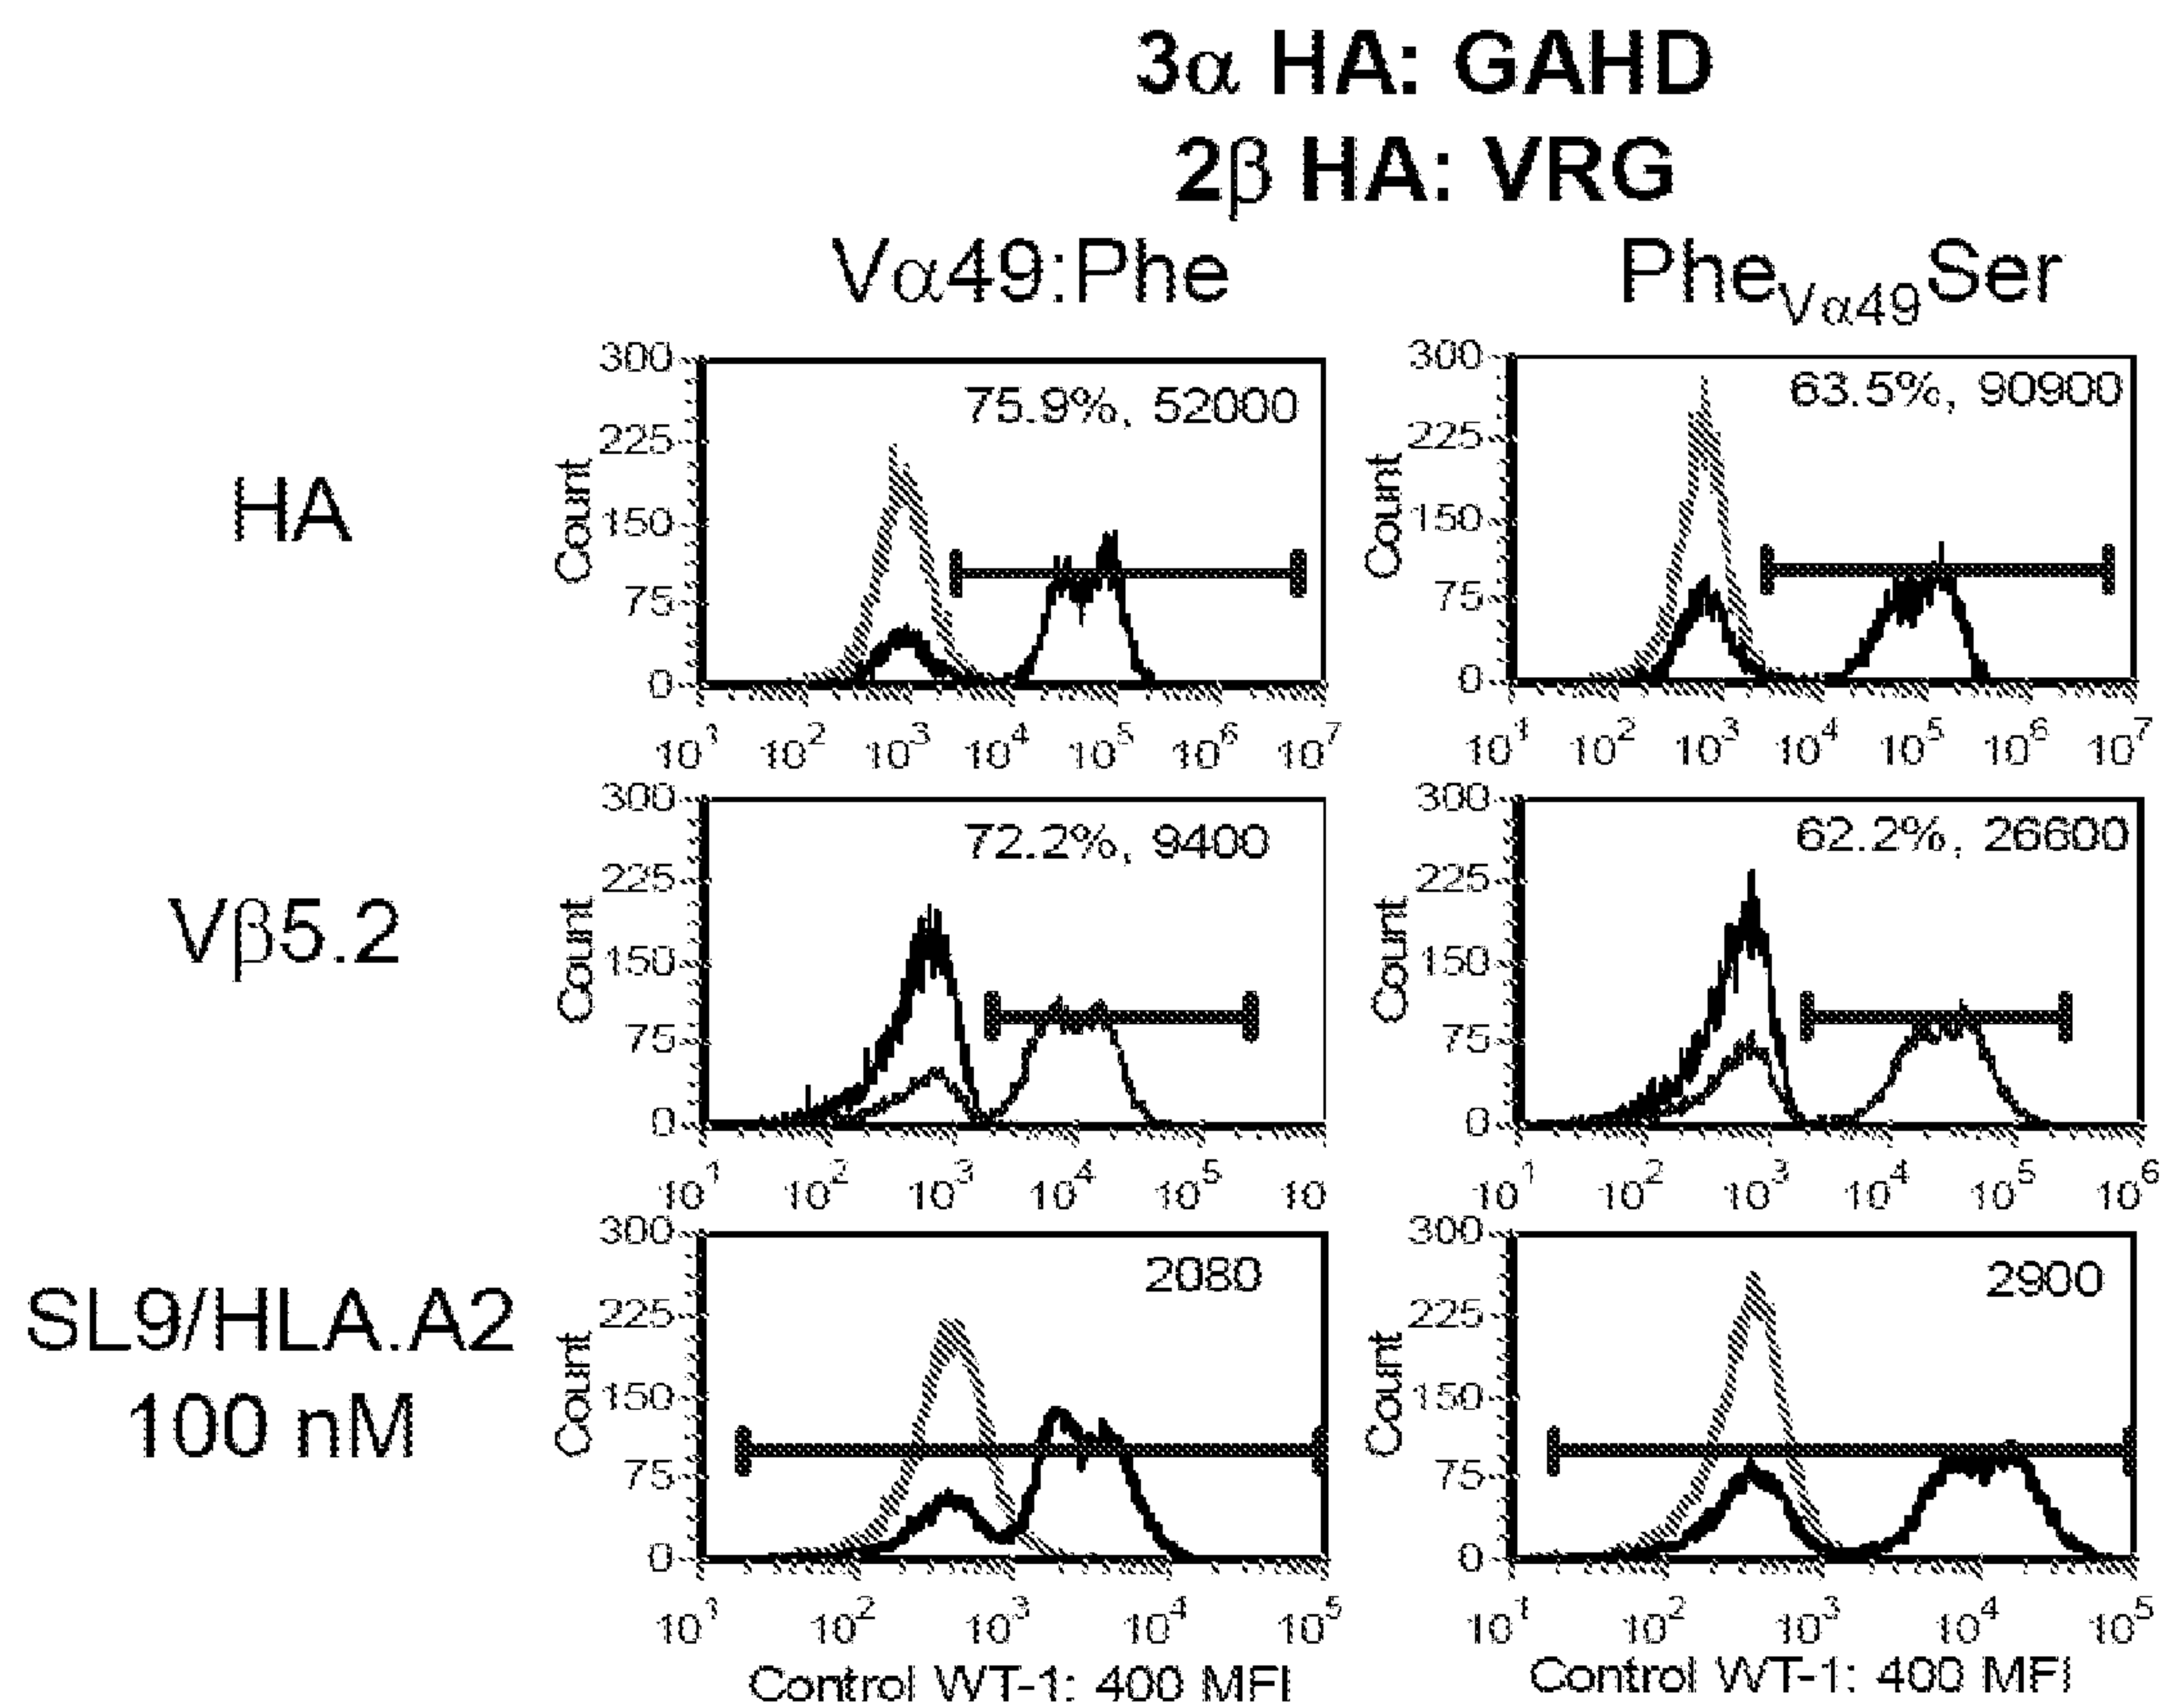 3α HA: GAHD
2β HA: VRG
Vα49:Phe
PheVα49Ser
HA
Count
300
225
150
75
0
75.9%, 52000
10¹ 10² 10³ 10⁴ 10⁵ 10⁶ 10⁷
Count
300
225
150
75
0
63.5%, 90900
10¹ 10² 10³ 10⁴ 10⁵ 10⁶ 10⁷
Vβ5.2
Count
300
225
150
75
0
72.2%, 9400
10¹ 10² 10³ 10⁴ 10⁵ 10
Count
300
225
150
75
0
62.2%, 26600
10¹ 10² 10³ 10⁴ 10⁵ 10⁶
SL9/HLA.A2
100 nM
Count
300
225
150
75
0
2080
10¹ 10² 10³ 10⁴ 10⁵
Control WT-1: 400 MFI
Count
300
225
150
75
0
2900
10¹ 10² 10³ 10⁴ 10⁵
Control WT-1: 400 MFI